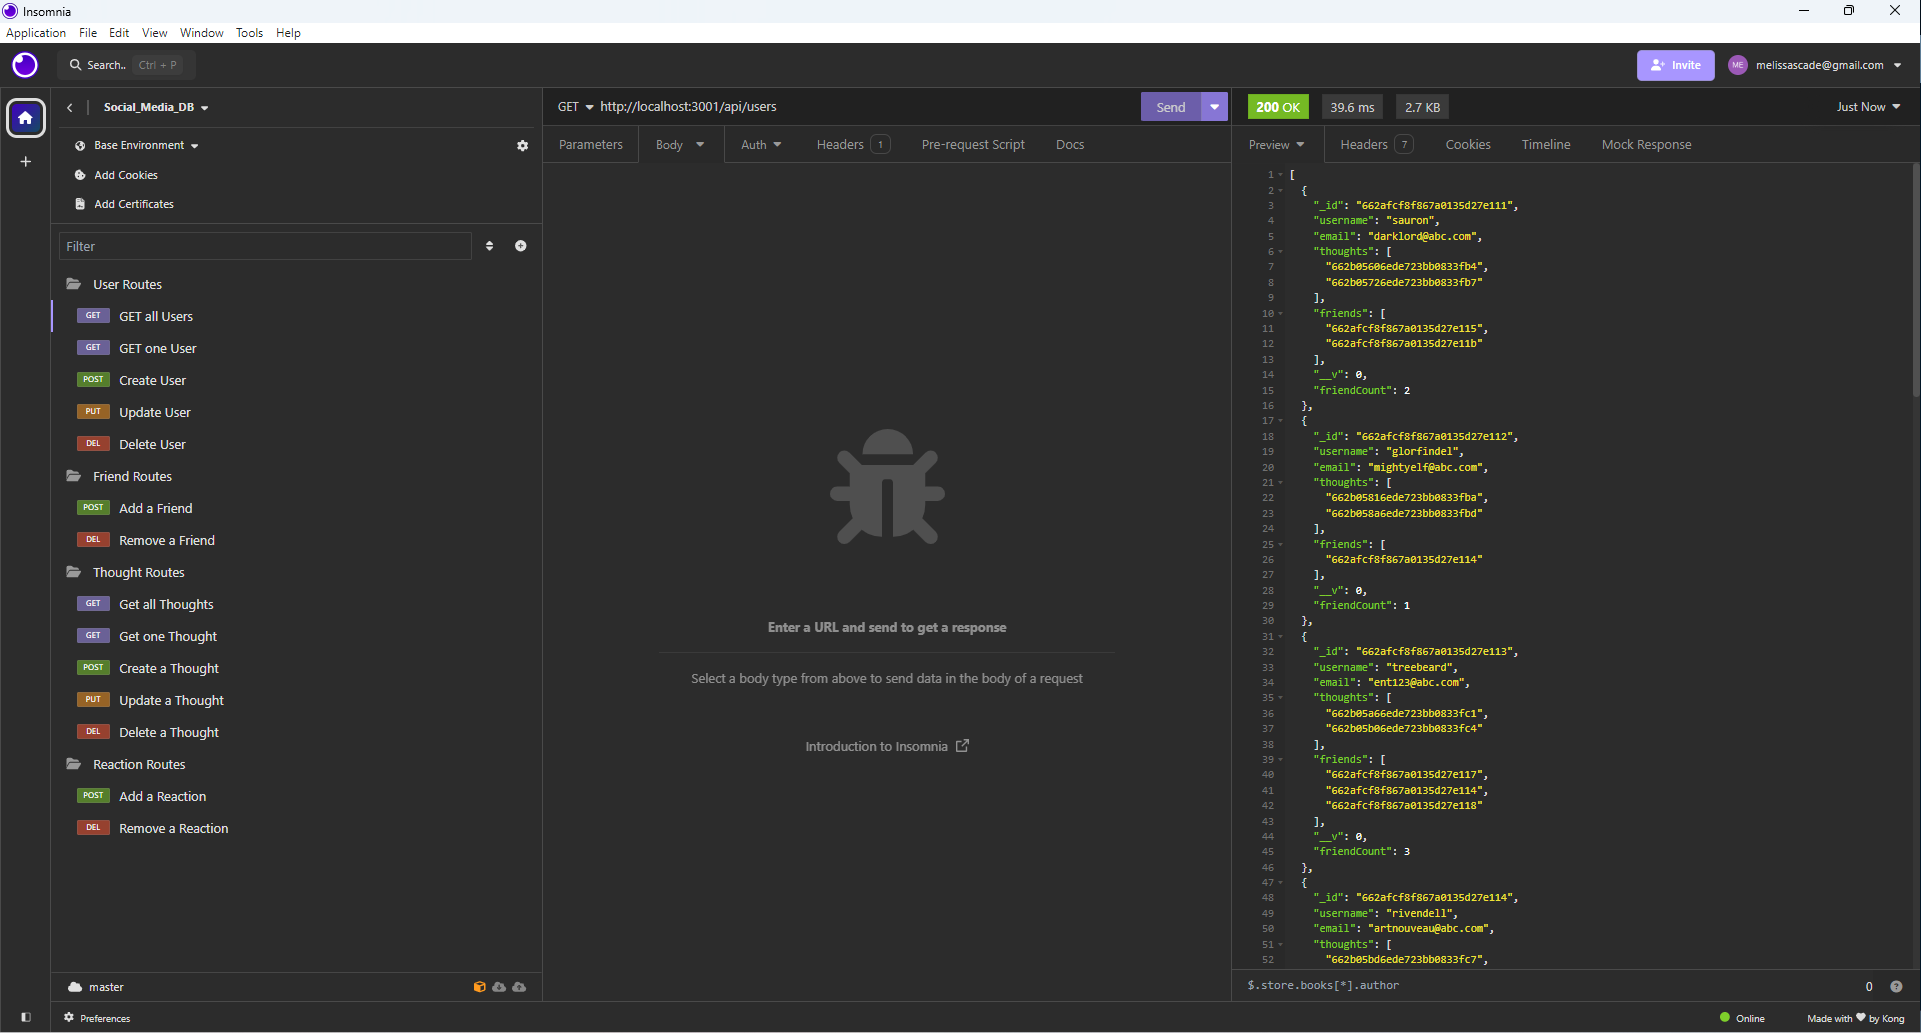 Insomnia
Application File Edit View Window Tools Help
Search.. Ctrl + P
Invite
ME melissascade@gmail.com
Social_Media_DB
Base Environment
Add Cookies
Add Certificates
Filter
User Routes
GET GET all Users
GET GET one User
POST Create User
PUT Update User
DEL Delete User
Friend Routes
POST Add a Friend
DEL Remove a Friend
Thought Routes
GET Get all Thoughts
GET Get one Thought
POST Create a Thought
PUT Update a Thought
DEL Delete a Thought
Reaction Routes
POST Add a Reaction
DEL Remove a Reaction
master
Preferences
GET http://localhost:3001/api/users
Send
Parameters Body Auth Headers 1 Pre-request Script Docs
Enter a URL and send to get a response
Select a body type from above to send data in the body of a request
Introduction to Insomnia
200 OK 39.6 ms 2.7 KB Just Now
Preview Headers 7 Cookies Timeline Mock Response
1 [
2 {
3 "_id": "662afcf8f867a0135d27e111",
4 "username": "sauron",
5 "email": "darklord@abc.com",
6 "thoughts": [
7 "662b05606ede723bb0833fb4",
8 "662b05726ede723bb0833fb7"
9 ],
10 "friends": [
11 "662afcf8f867a0135d27e115",
12 "662afcf8f867a0135d27e11b"
13 ],
14 "__v": 0,
15 "friendCount": 2
16 },
17 {
18 "_id": "662afcf8f867a0135d27e112",
19 "username": "glorfindel",
20 "email": "mightyelf@abc.com",
21 "thoughts": [
22 "662b05816ede723bb0833fba",
23 "662b058a6ede723bb0833fbd"
24 ],
25 "friends": [
26 "662afcf8f867a0135d27e114"
27 ],
28 "__v": 0,
29 "friendCount": 1
30 },
31 {
32 "_id": "662afcf8f867a0135d27e113",
33 "username": "treebeard",
34 "email": "ent123@abc.com",
35 "thoughts": [
36 "662b05a66ede723bb0833fc1",
37 "662b05b06ede723bb0833fc4"
38 ],
39 "friends": [
40 "662afcf8f867a0135d27e117",
41 "662afcf8f867a0135d27e114",
42 "662afcf8f867a0135d27e118"
43 ],
44 "__v": 0,
45 "friendCount": 3
46 },
47 {
48 "_id": "662afcf8f867a0135d27e114",
49 "username": "rivendell",
50 "email": "artnouveau@abc.com",
51 "thoughts": [
52 "662b05bd6ede723bb0833fc7",
$.store.books[*].author 0
Online Made with by Kong